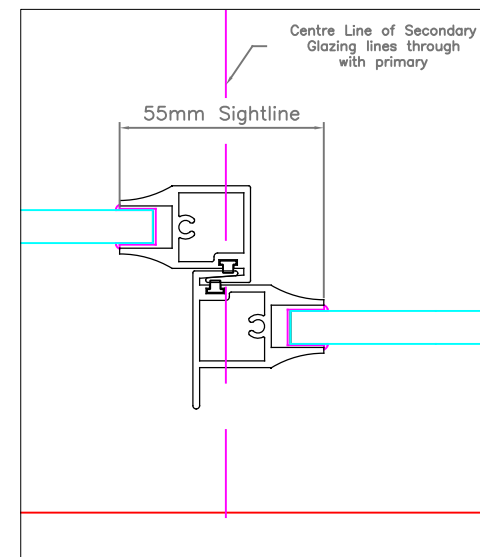 Centre Line of Secondary
Glazing lines through
with primary
55mm Sightline